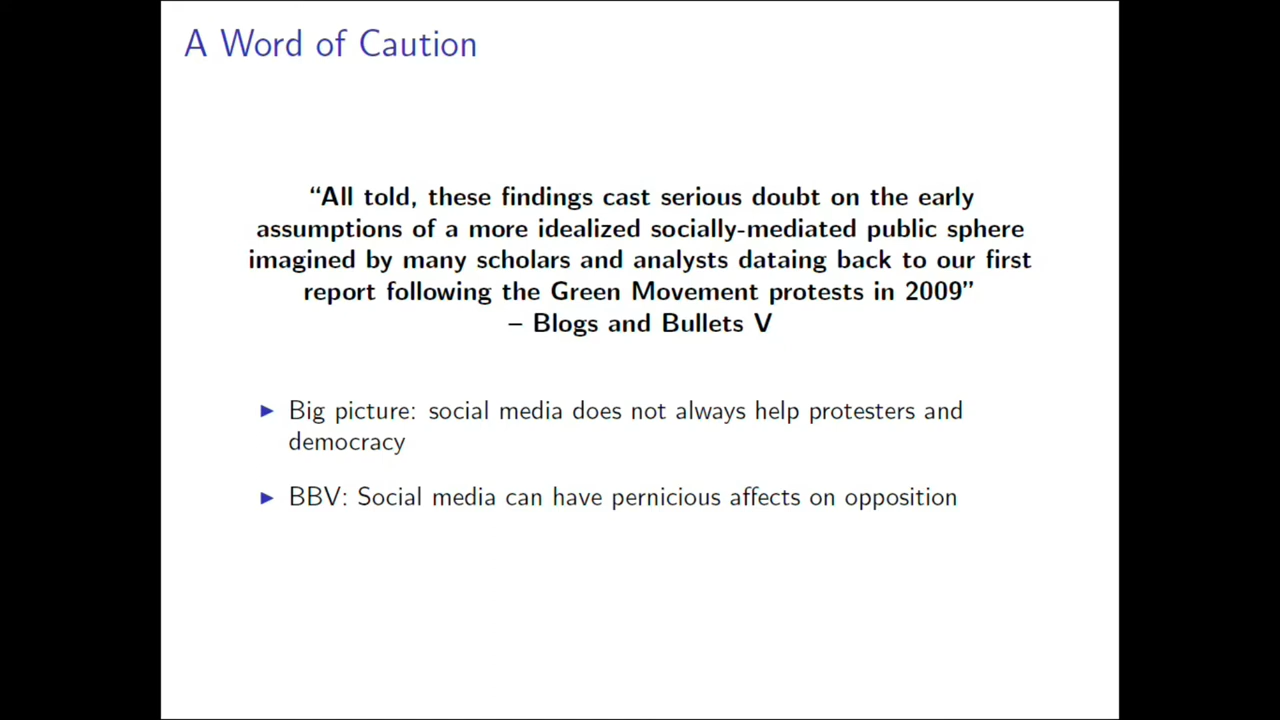 A Word of Caution
“All told, these findings cast serious doubt on the early
assumptions of a more idealized socially-mediated public sphere
imagined by many scholars and analysts dataing back to our first
report following the Green Movement protests in 2009”
– Blogs and Bullets V
▶ Big picture: social media does not always help protesters and
democracy
▶ BBV: Social media can have pernicious affects on opposition